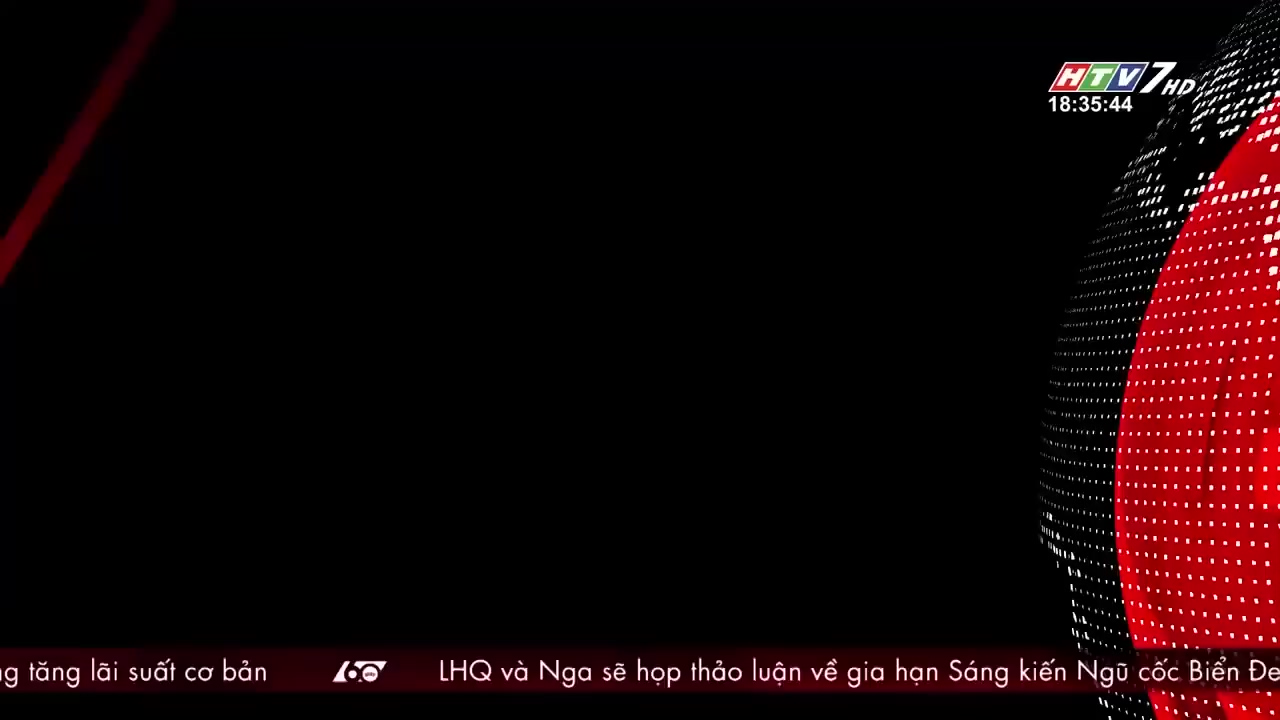 HTV7 HD
18:35:44
tăng lãi suất cơ bản 60 LHQ và Nga sẽ họp thảo luận về gia hạn Sáng kiến Ngũ cốc Biển